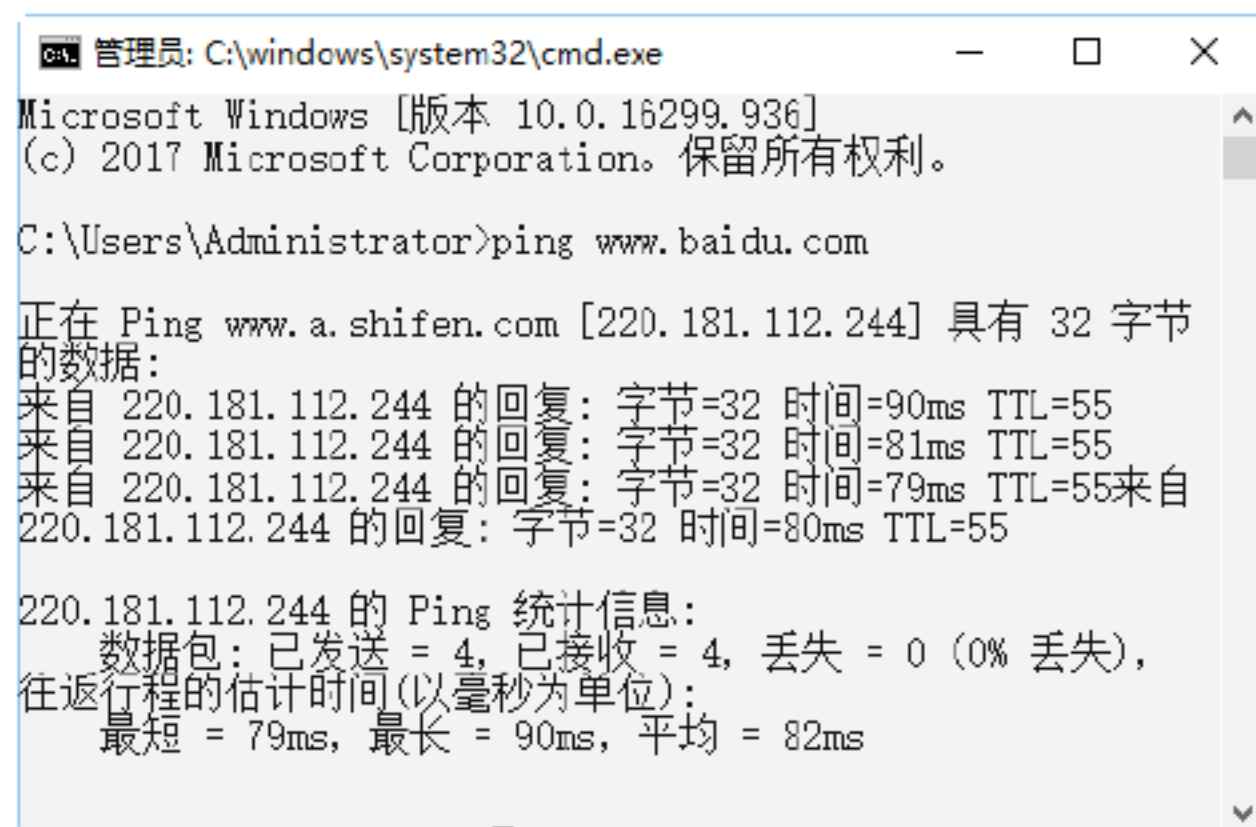 管理员: C:\windows\system32\cmd.exe
Microsoft Windows [版本 10.0.16299.936]
(c) 2017 Microsoft Corporation。保留所有权利。
C:\Users\Administrator>ping www.baidu.com
正在 Ping www.a.shifen.com [220.181.112.244] 具有 32 字节
的数据:
来自 220.181.112.244 的回复: 字节=32 时间=90ms TTL=55
来自 220.181.112.244 的回复: 字节=32 时间=81ms TTL=55
来自 220.181.112.244 的回复: 字节=32 时间=79ms TTL=55来自
220.181.112.244 的回复: 字节=32 时间=80ms TTL=55
220.181.112.244 的 Ping 统计信息:
数据包: 已发送 = 4, 已接收 = 4, 丢失 = 0 (0% 丢失),
往返行程的估计时间(以毫秒为单位):
最短 = 79ms, 最长 = 90ms, 平均 = 82ms